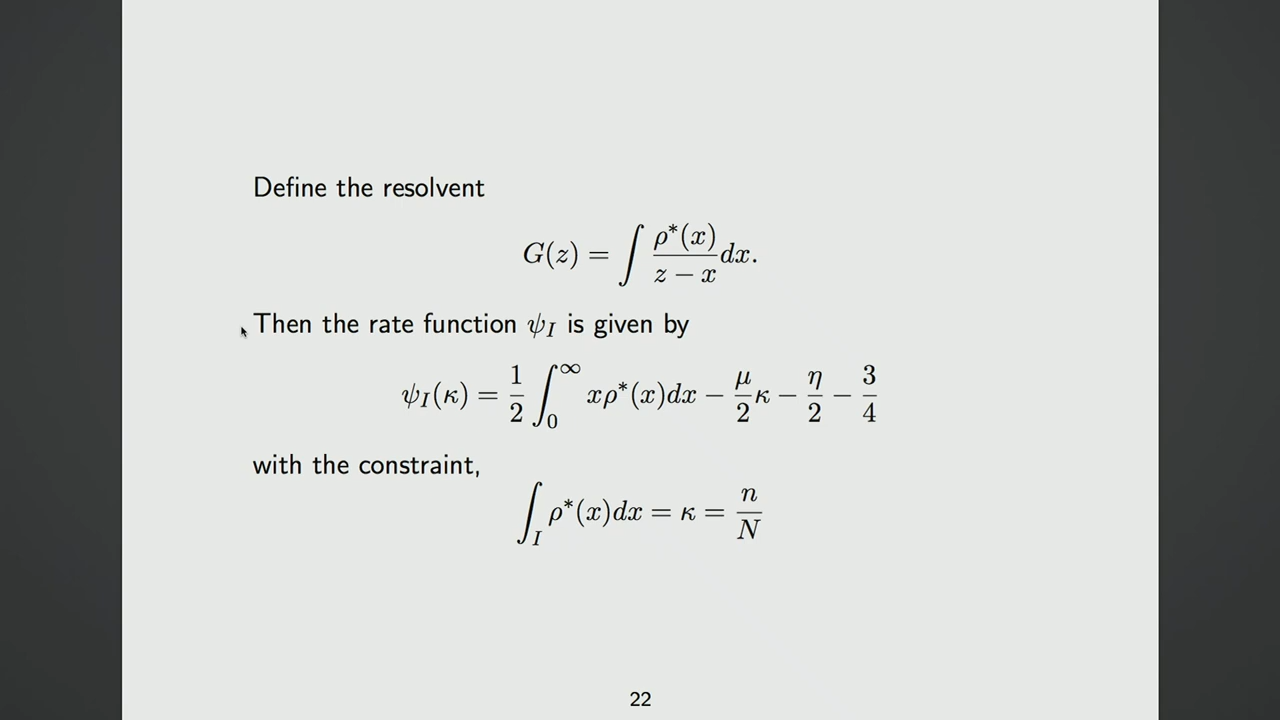 Define the resolvent
G(z) = ∫ ρ*(x)/(z − x) dx.
Then the rate function ψ_I is given by
ψ_I(κ) = 1/2 ∫_0^∞ xρ*(x)dx − μ/2 κ − η/2 − 3/4
with the constraint,
∫_I ρ*(x)dx = κ = n/N
22